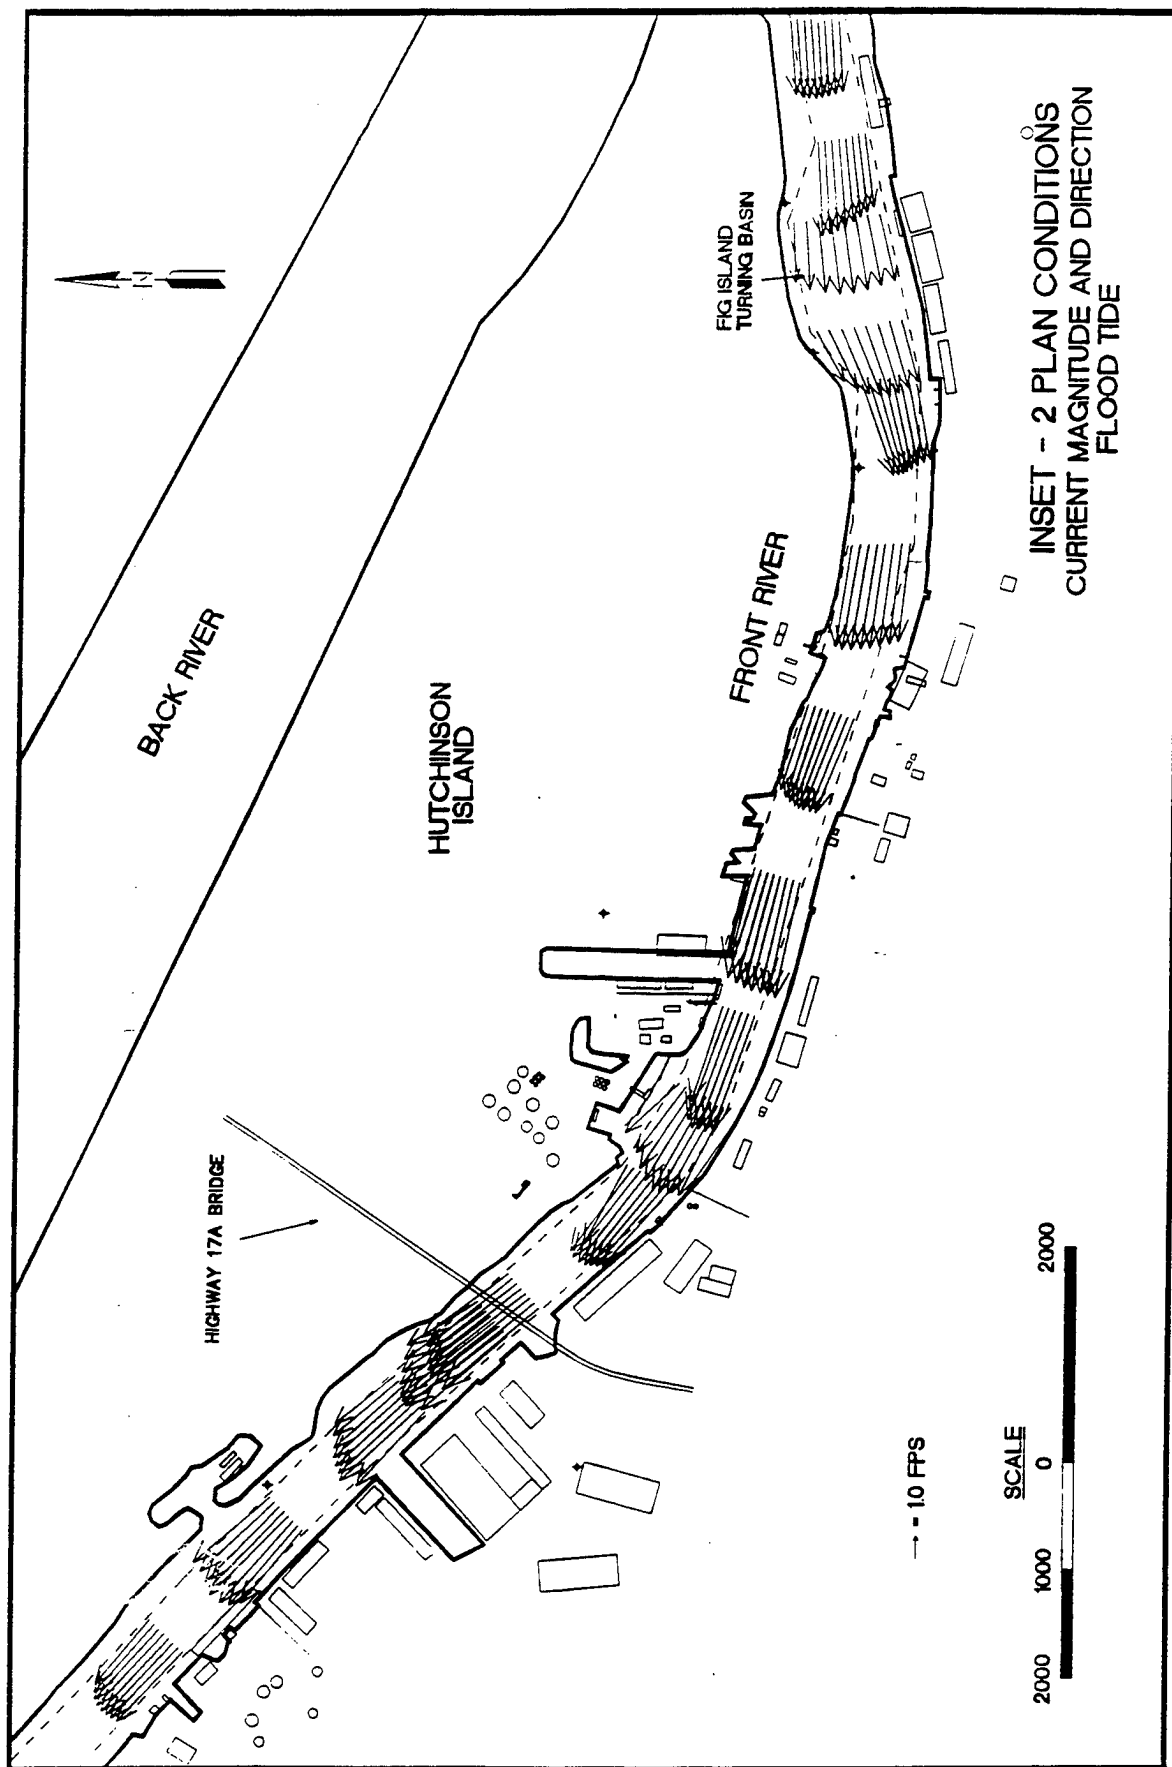 BACK RIVER
HUTCHINSON
ISLAND
HIGHWAY 17A BRIDGE
FRONT RIVER
FIG ISLAND
TURNING BASIN
→ = 1.0 FPS
SCALE
2000 1000 0 2000
INSET - 2 PLAN CONDITIONS
CURRENT MAGNITUDE AND DIRECTION
FLOOD TIDE
N